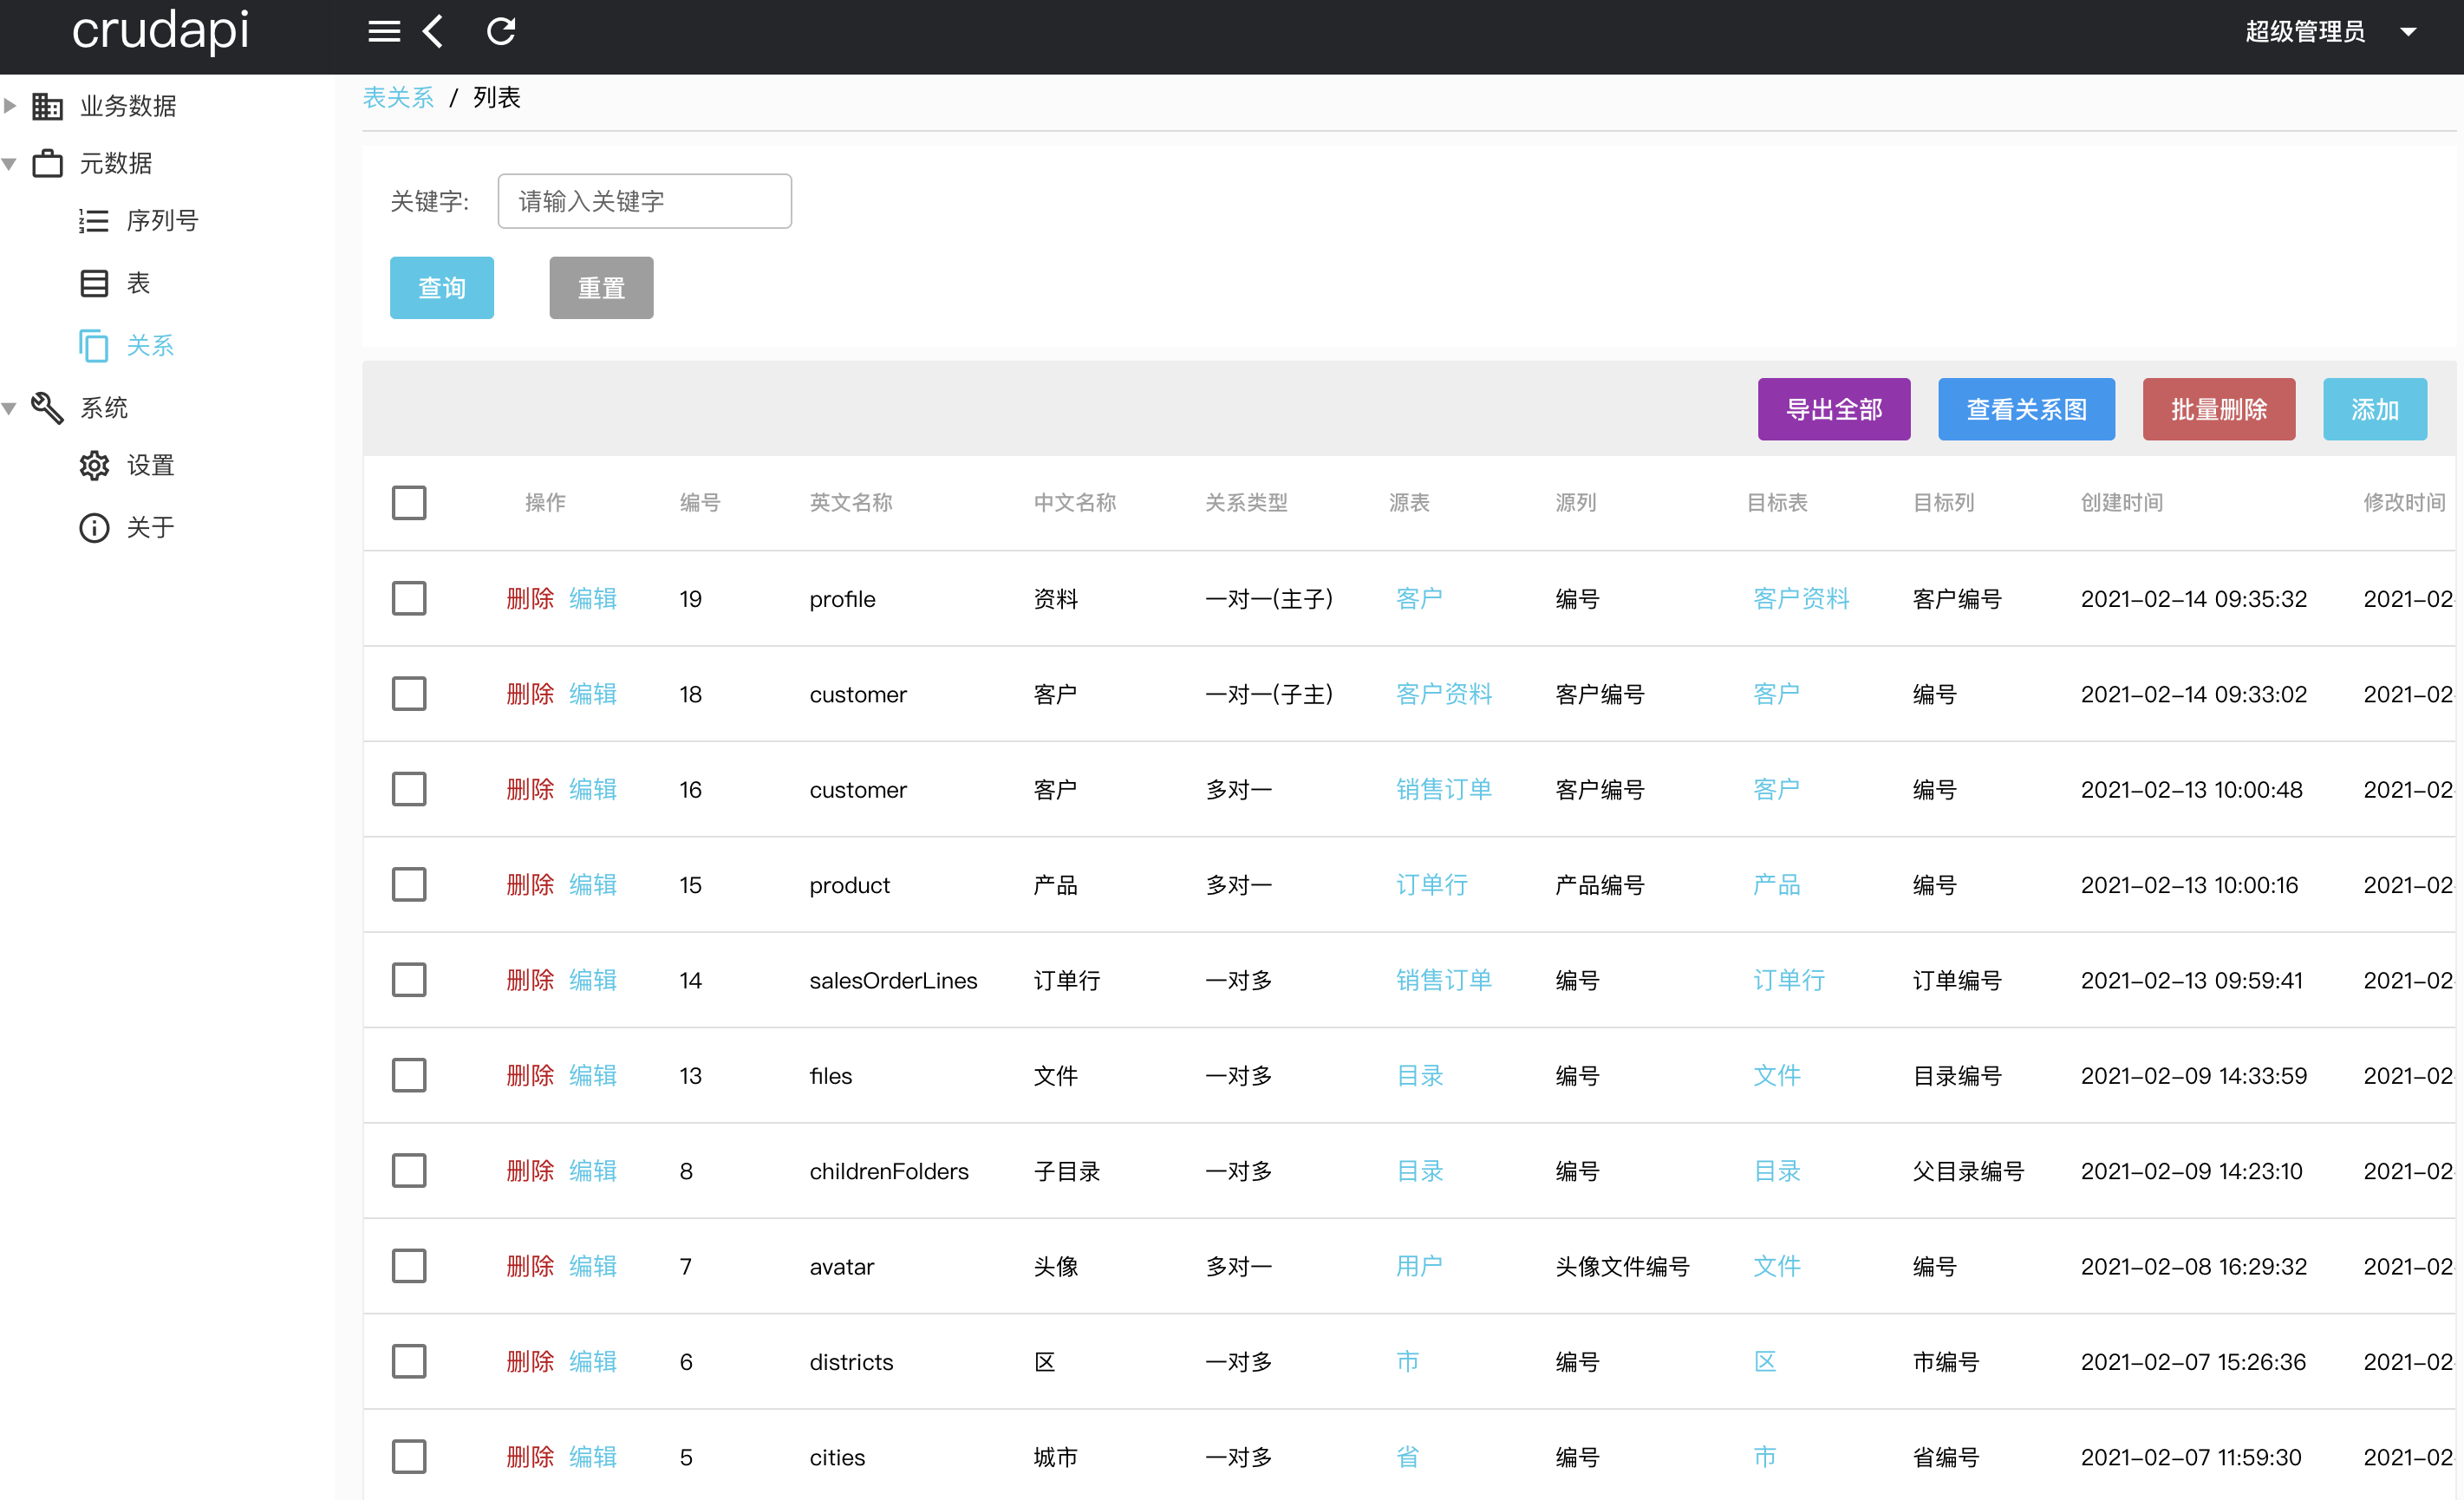 crudapi
超级管理员
业务数据
元数据
序列号
表
关系
系统
设置
关于
表关系 / 列表
关键字: 请输入关键字
查询 重置
导出全部 查看关系图 批量删除 添加
操作 编号 英文名称 中文名称 关系类型 源表 源列 目标表 目标列 创建时间 修改时间
删除 编辑 19 profile 资料 一对一(主子) 客户 编号 客户资料 客户编号 2021-02-14 09:35:32 2021-02
删除 编辑 18 customer 客户 一对一(子主) 客户资料 客户编号 客户 编号 2021-02-14 09:33:02 2021-02
删除 编辑 16 customer 客户 多对一 销售订单 客户编号 客户 编号 2021-02-13 10:00:48 2021-02
删除 编辑 15 product 产品 多对一 订单行 产品编号 产品 编号 2021-02-13 10:00:16 2021-02
删除 编辑 14 salesOrderLines 订单行 一对多 销售订单 编号 订单行 订单编号 2021-02-13 09:59:41 2021-02
删除 编辑 13 files 文件 一对多 目录 编号 文件 目录编号 2021-02-09 14:33:59 2021-02
删除 编辑 8 childrenFolders 子目录 一对多 目录 编号 目录 父目录编号 2021-02-09 14:23:10 2021-02
删除 编辑 7 avatar 头像 多对一 用户 头像文件编号 文件 编号 2021-02-08 16:29:32 2021-02
删除 编辑 6 districts 区 一对多 市 编号 区 市编号 2021-02-07 15:26:36 2021-02
删除 编辑 5 cities 城市 一对多 省 编号 市 省编号 2021-02-07 11:59:30 2021-02